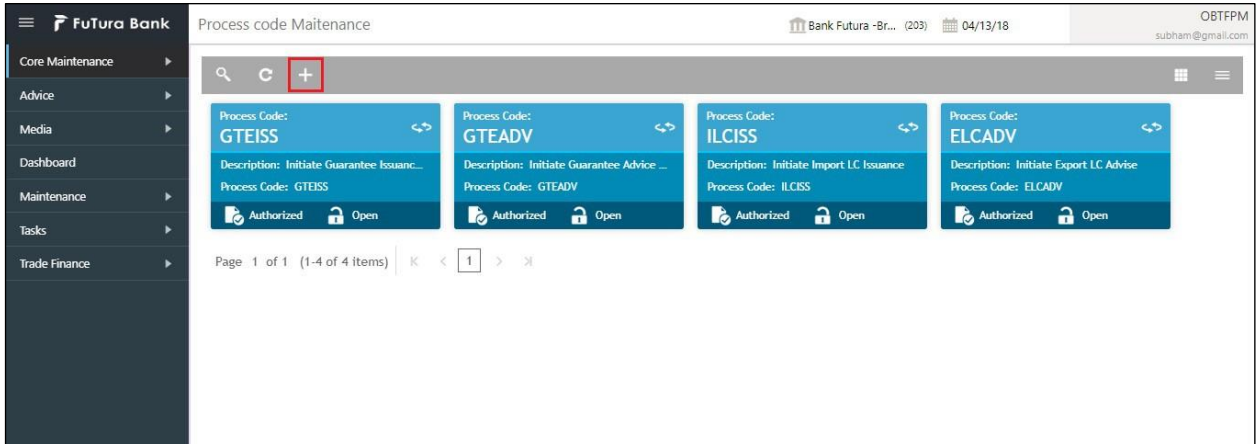 FuTura Bank
Process code Maitenance
Bank Futura -Br... (203)
04/13/18
OBTFPM
subham@gmail.com
Core Maintenance
Advice
Media
Dashboard
Maintenance
Tasks
Trade Finance
Process Code:
GTEISS
Description: Initiate Guarantee Issuanc...
Process Code: GTEISS
Authorized
Open
Process Code:
GTEADV
Description: Initiate Guarantee Advice ...
Process Code: GTEADV
Authorized
Open
Process Code:
ILCISS
Description: Initiate Import LC Issuance
Process Code: ILCISS
Authorized
Open
Process Code:
ELCADV
Description: Initiate Export LC Advise
Process Code: ELCADV
Authorized
Open
Page 1 of 1 (1-4 of 4 items) 1